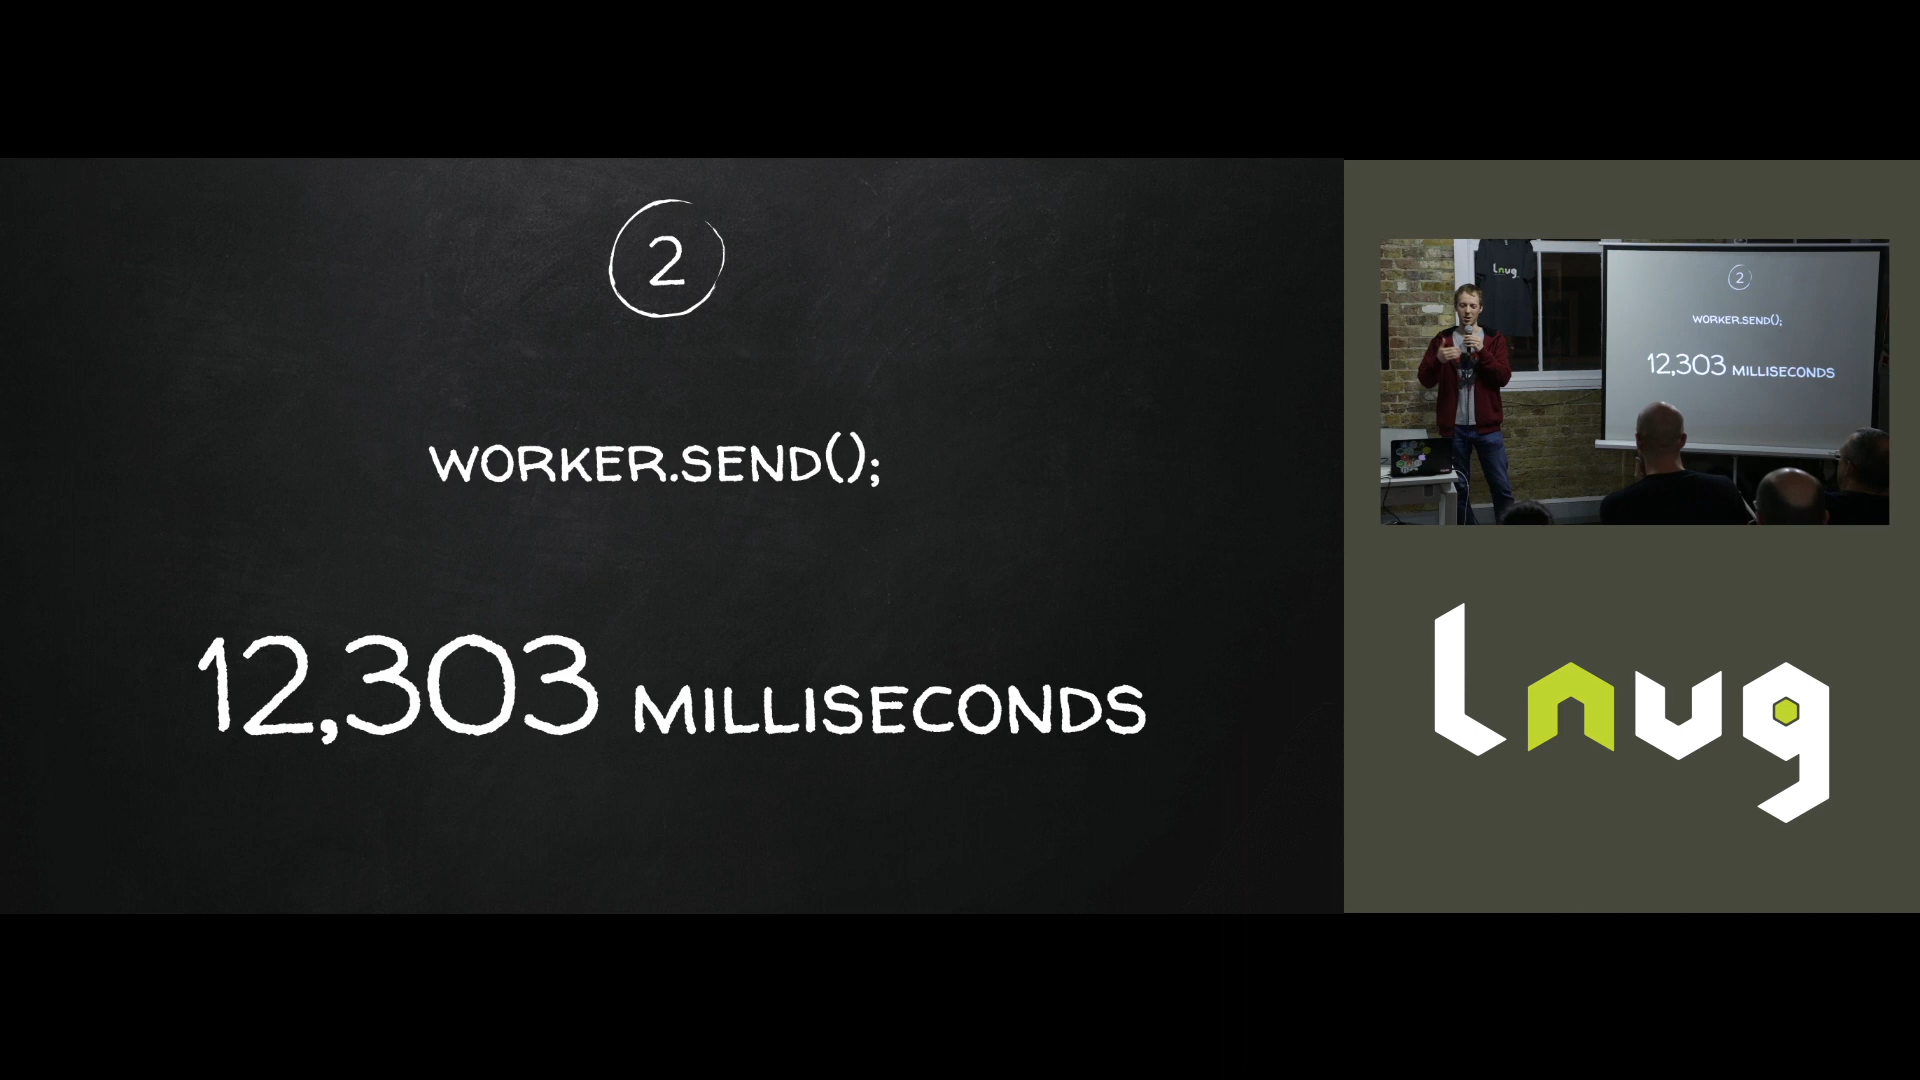 2
WORKER.SEND();
12,303 MILLISECONDS
Lnug
2
WORKER.SEND();
12,303 MILLISECONDS
Lnug